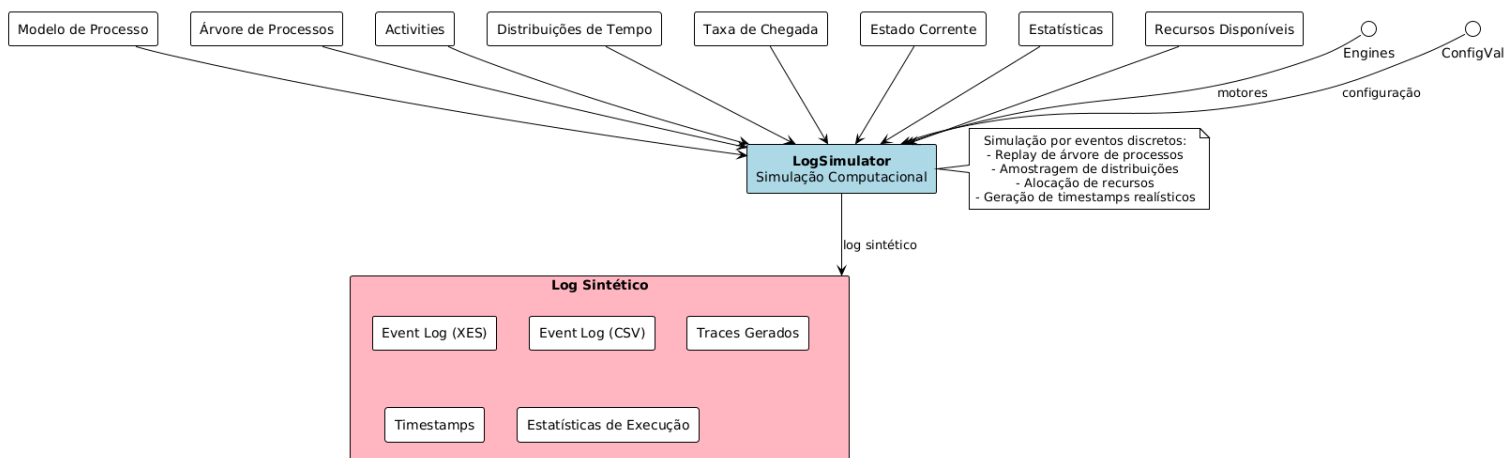 Modelo de Processo
Árvore de Processos
Activities
Distribuições de Tempo
Taxa de Chegada
Estado Corrente
Estatísticas
Recursos Disponíveis
Engines
ConfigVal
motores
configuração
LogSimulator
Simulação Computacional
Simulação por eventos discretos:
- Replay de árvore de processos
- Amostragem de distribuições
- Alocação de recursos
- Geração de timestamps realísticos
log sintético
Log Sintético
Event Log (XES)
Event Log (CSV)
Traces Gerados
Timestamps
Estatísticas de Execução